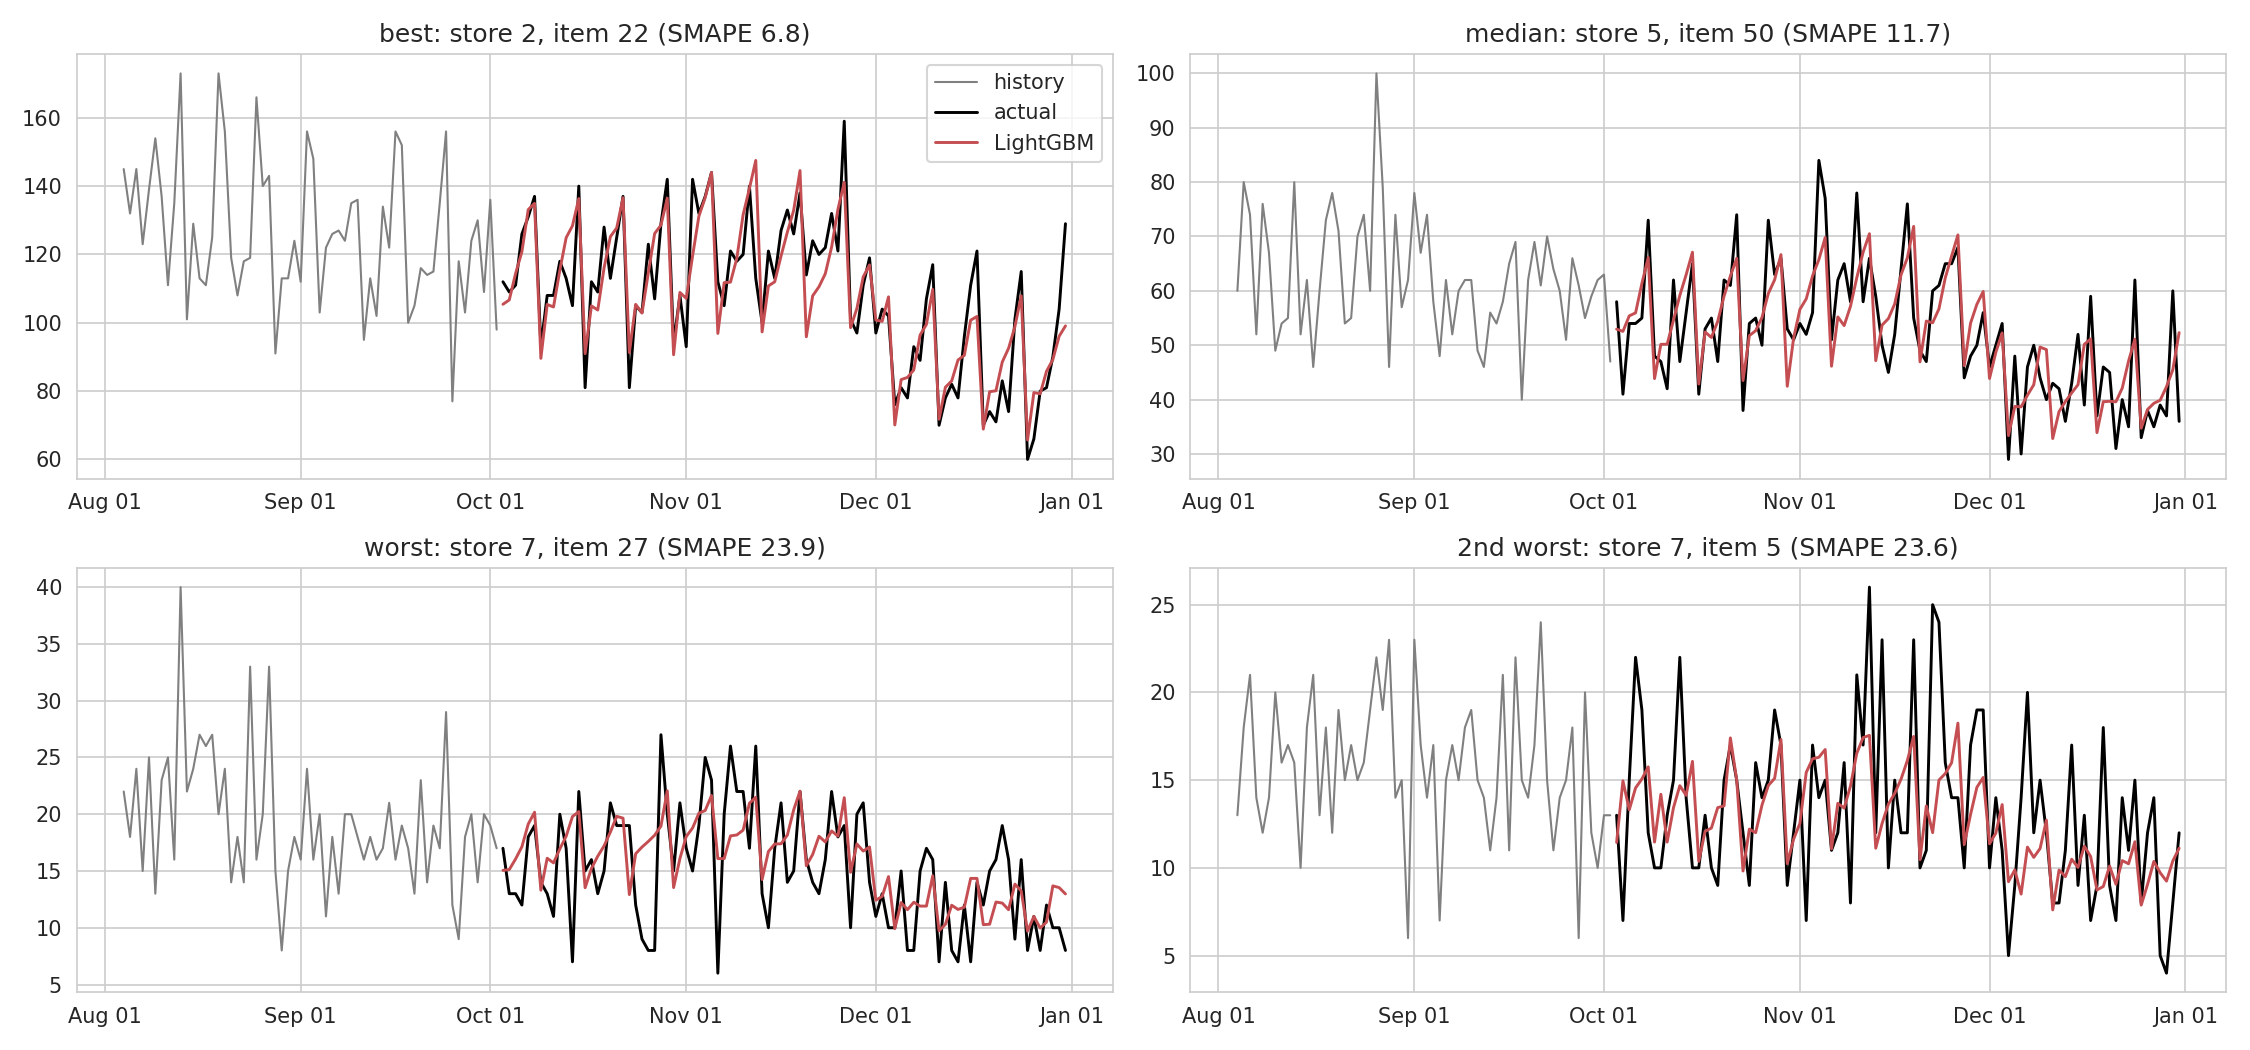 best: store 2, item 22 (SMAPE 6.8)
160
140
120
100
80
60
history
actual
LightGBM
Aug 01 Sep 01 Oct 01 Nov 01 Dec 01 Jan 01
median: store 5, item 50 (SMAPE 11.7)
100
90
80
70
60
50
40
30
Aug 01 Sep 01 Oct 01 Nov 01 Dec 01 Jan 01
worst: store 7, item 27 (SMAPE 23.9)
40
35
30
25
20
15
10
5
Aug 01 Sep 01 Oct 01 Nov 01 Dec 01 Jan 01
2nd worst: store 7, item 5 (SMAPE 23.6)
25
20
15
10
5
Aug 01 Sep 01 Oct 01 Nov 01 Dec 01 Jan 01